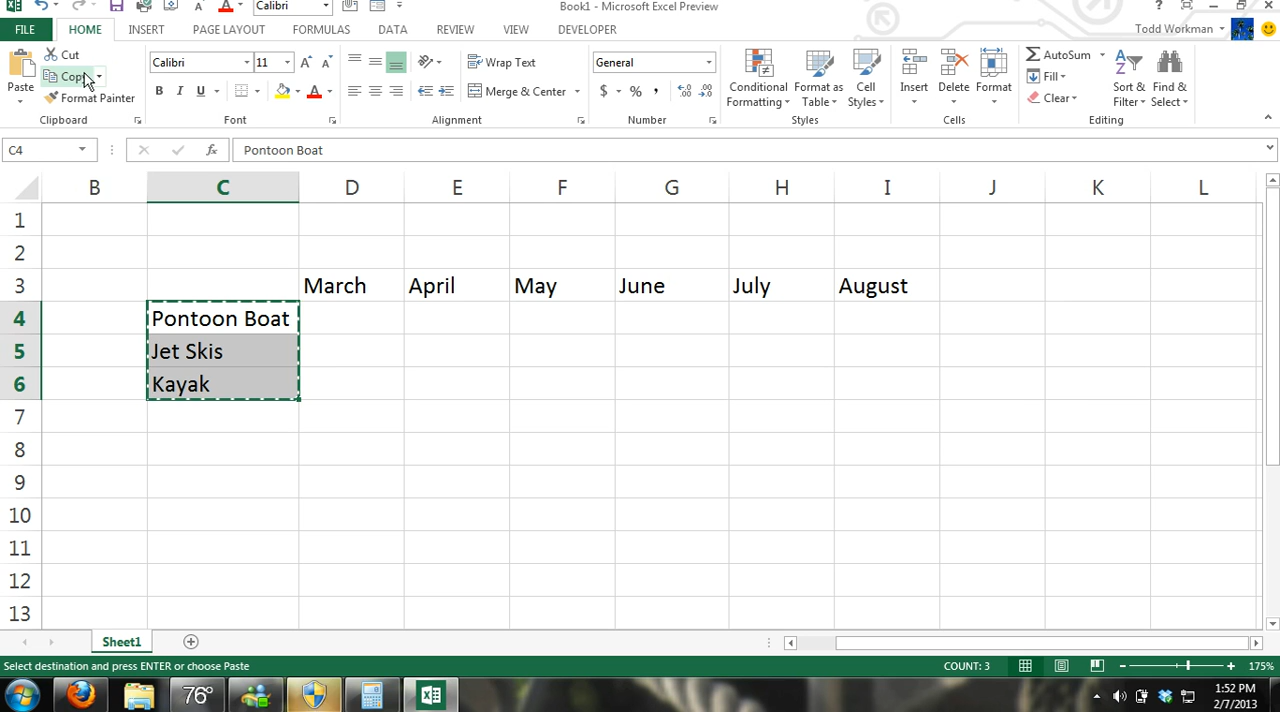 Calibri
Book1 - Microsoft Excel Preview
?
FILE HOME INSERT PAGE LAYOUT FORMULAS DATA REVIEW VIEW DEVELOPER Todd Workman
Paste
Cut
Copy
Format Painter
Clipboard
Calibri 11
B I U A
Font
Wrap Text
Merge & Center
Alignment
General
$ % ,
Number
Conditional Formatting
Format as Table
Cell Styles
Styles
Insert Delete Format
Cells
AutoSum
Fill
Clear
Sort & Filter
Find & Select
Editing
C4 fx Pontoon Boat
B C D E F G H I J K L
1
2
3 March April May June July August
4 Pontoon Boat
5 Jet Skis
6 Kayak
7
8
9
10
11
12
13
Sheet1
Select destination and press ENTER or choose Paste COUNT: 3 175%
76° 1:52 PM
2/7/2013